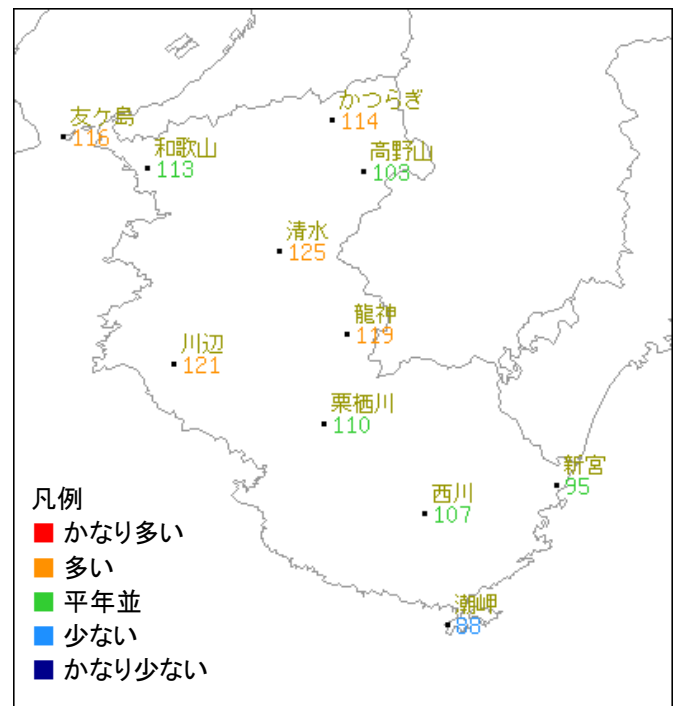 かつらぎ
114
友ケ島
116
和歌山
113
高野山
103
清水
125
龍神
119
川辺
121
栗栖川
110
新宮
95
西川
107
潮岬
98
凡例
かなり多い
多い
平年並
少ない
かなり少ない